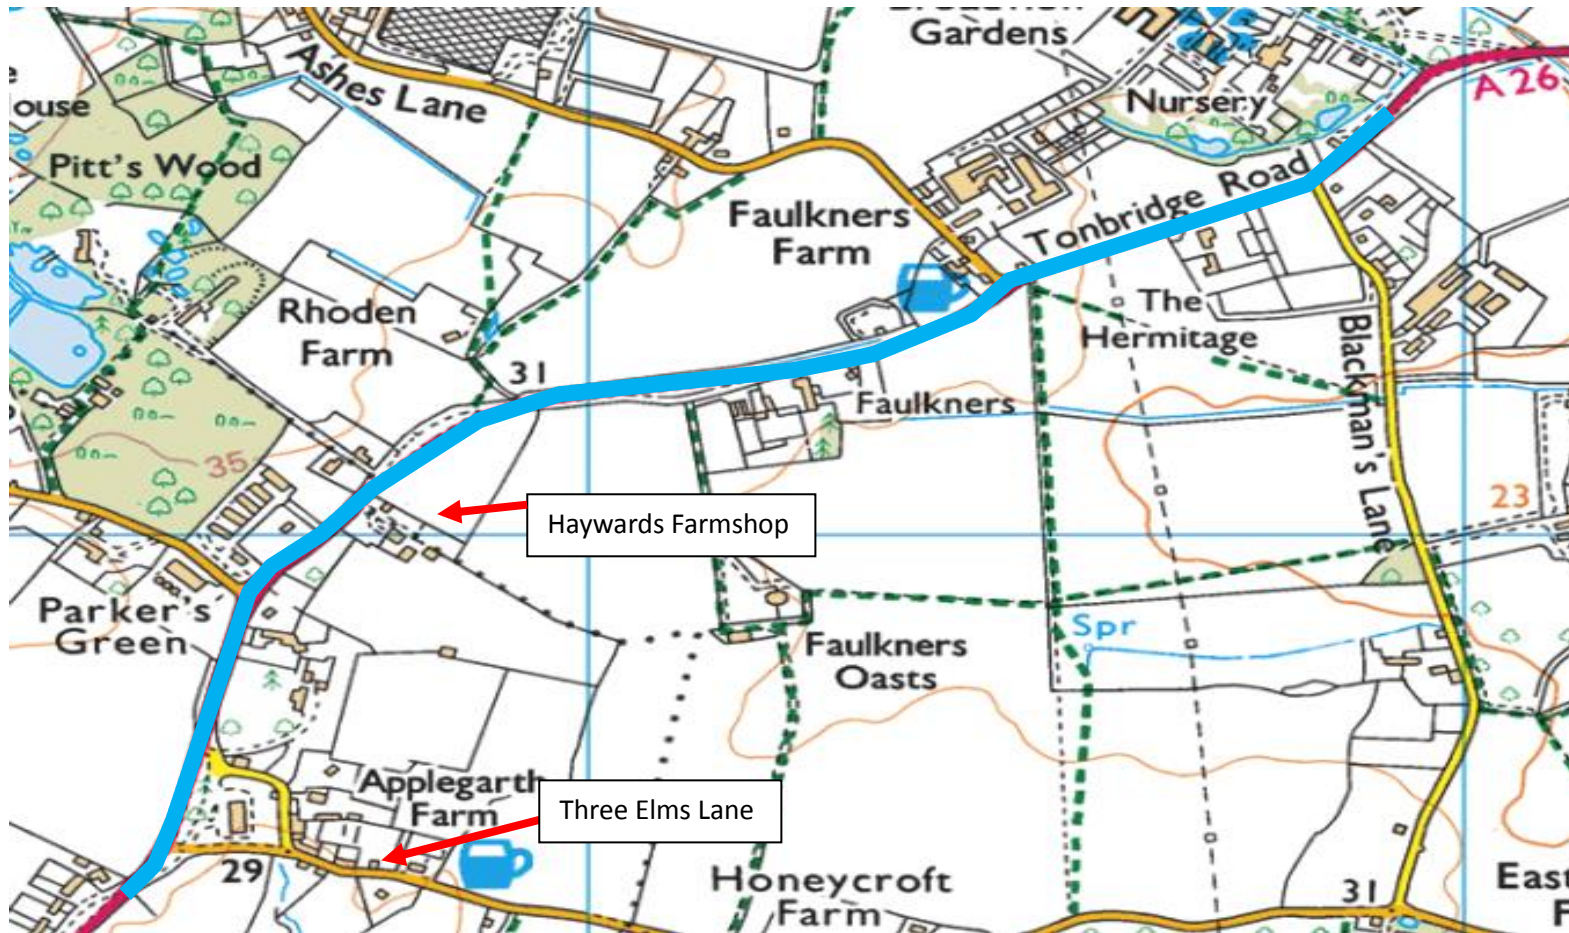 Gardens
A 26
Ashes Lane
ouse
Nursery
Pitt's Wood
Tonbridge Road
Faulkners
Farm
The
Hermitage
Rhoden
Farm
31
Faulkners
Blackman's Lane
35
23
Haywards Farmshop
Parker's
Green
Spr
Faulkners
Oasts
Applegarth
Farm
Three Elms Lane
29
Honeycroft
Farm
31
East
F